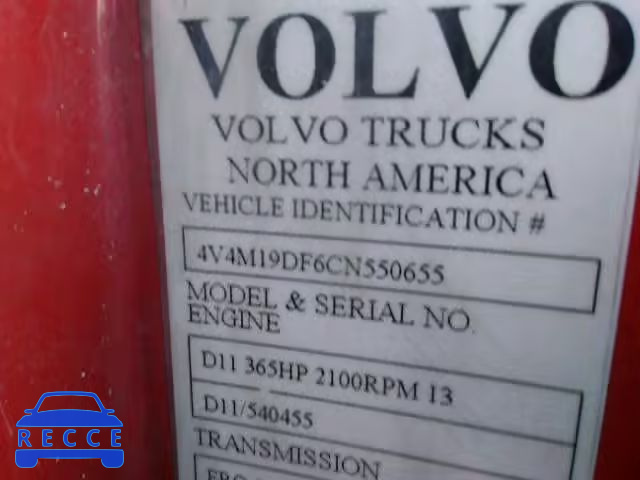 VOLVO
VOLVO TRUCKS
NORTH AMERICA
VEHICLE IDENTIFICATION #
4V4M19DF6CN550655
MODEL & SERIAL NO.
ENGINE
D11 365HP 2100RPM 13
D11/540455
TRANSMISSION
RECCE